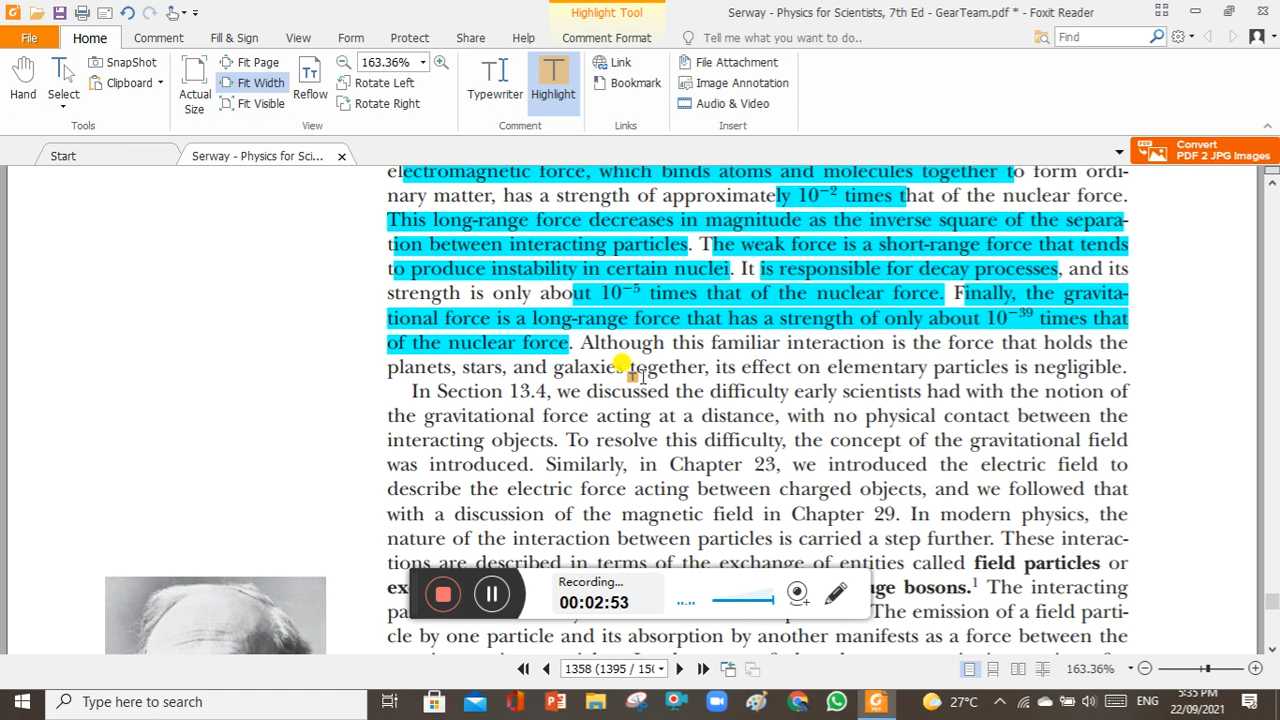 Highlight Tool
Serway - Physics for Scientists, 7th Ed - GearTeam.pdf * - Foxit Reader
File
Home
Comment
Fill & Sign
View
Form
Protect
Share
Help
Comment Format
Tell me what you want to do..
Find
Hand
Select
SnapShot
Clipboard
Tools
Actual
Size
Fit Page
Fit Width
Fit Visible
Reflow
163.36%
Rotate Left
Rotate Right
View
Typewriter
Highlight
Comment
Link
Bookmark
Links
File Attachment
Image Annotation
Audio & Video
Insert
Start
Serway - Physics for Sci...
Convert
PDF 2 JPG Images
electromagnetic force, which binds atoms and molecules together to form ordi-
nary matter, has a strength of approximately 10⁻² times that of the nuclear force.
This long-range force decreases in magnitude as the inverse square of the separa-
tion between interacting particles. The weak force is a short-range force that tends
to produce instability in certain nuclei. It is responsible for decay processes, and its
strength is only about 10⁻⁵ times that of the nuclear force. Finally, the gravita-
tional force is a long-range force that has a strength of only about 10⁻³⁹ times that
of the nuclear force. Although this familiar interaction is the force that holds the
planets, stars, and galaxies together, its effect on elementary particles is negligible.
In Section 13.4, we discussed the difficulty early scientists had with the notion of
the gravitational force acting at a distance, with no physical contact between the
interacting objects. To resolve this difficulty, the concept of the gravitational field
was introduced. Similarly, in Chapter 23, we introduced the electric field to
describe the electric force acting between charged objects, and we followed that
with a discussion of the magnetic field in Chapter 29. In modern physics, the
nature of the interaction between particles is carried a step further. These interac-
tions are described in terms of the exchange of entities called field particles or
bosons.¹ The interacting
The emission of a field parti-
cle by one particle and its absorption by another manifests as a force between the
Recording...
00:02:53
1358 (1395 / 150
163.36%
Type here to search
27°C
ENG
5:35 PM
22/09/2021